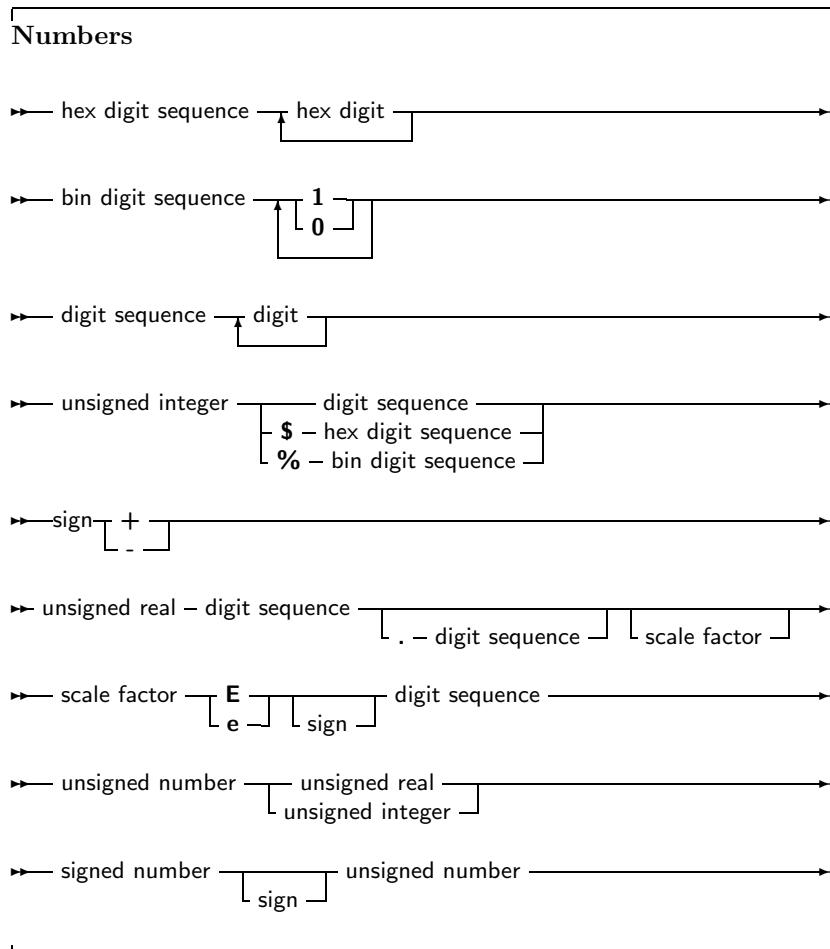 Numbers
hex digit sequence hex digit
bin digit sequence 1
0
digit sequence digit
unsigned integer digit sequence
$ hex digit sequence
% bin digit sequence
sign +
-
unsigned real digit sequence
. digit sequence scale factor
scale factor E digit sequence
e sign
unsigned number unsigned real
unsigned integer
signed number unsigned number
sign